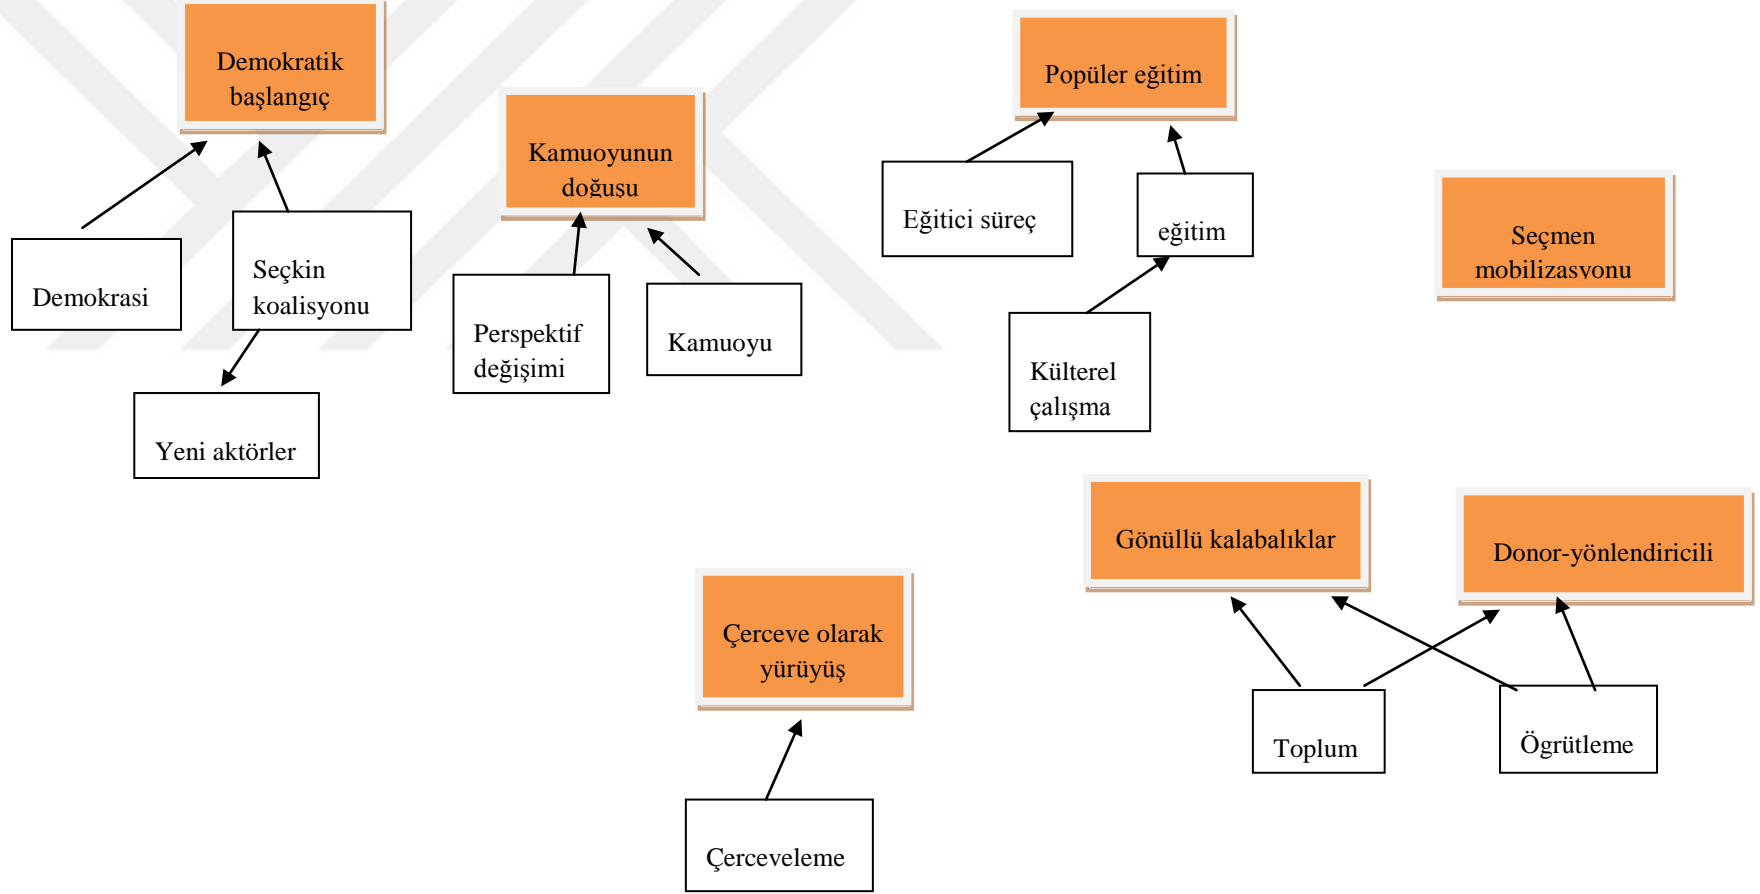 Demokratik
başlangıç
Kamuoyunun
doğuşu
Popüler eğitim
Eğitici süreç
eğitim
Seçmen
mobilizasyonu
Demokrasi
Seçkin
koalisyonu
Perspektif
değişimi
Kamuoyu
Külterel
çalışma
Yeni aktörler
Gönüllü kalabalıklar
Donor-yönlendiricili
Çerceve olarak
yürüyüş
Toplum
Ögrütleme
Çerceveleme